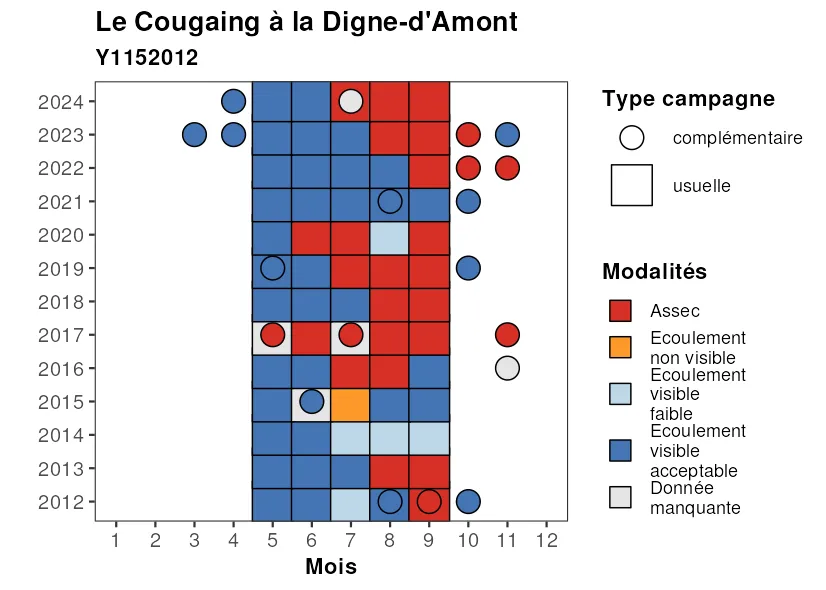 Le Cougaing à la Digne-d'Amont
Y1152012
2024
2023
2022
2021
2020
2019
2018
2017
2016
2015
2014
2013
2012
1 2 3 4 5 6 7 8 9 10 11 12
Mois
Type campagne
complémentaire
usuelle
Modalités
Assec
Ecoulement
non visible
Ecoulement
visible
faible
Ecoulement
visible
acceptable
Donnée
manquante